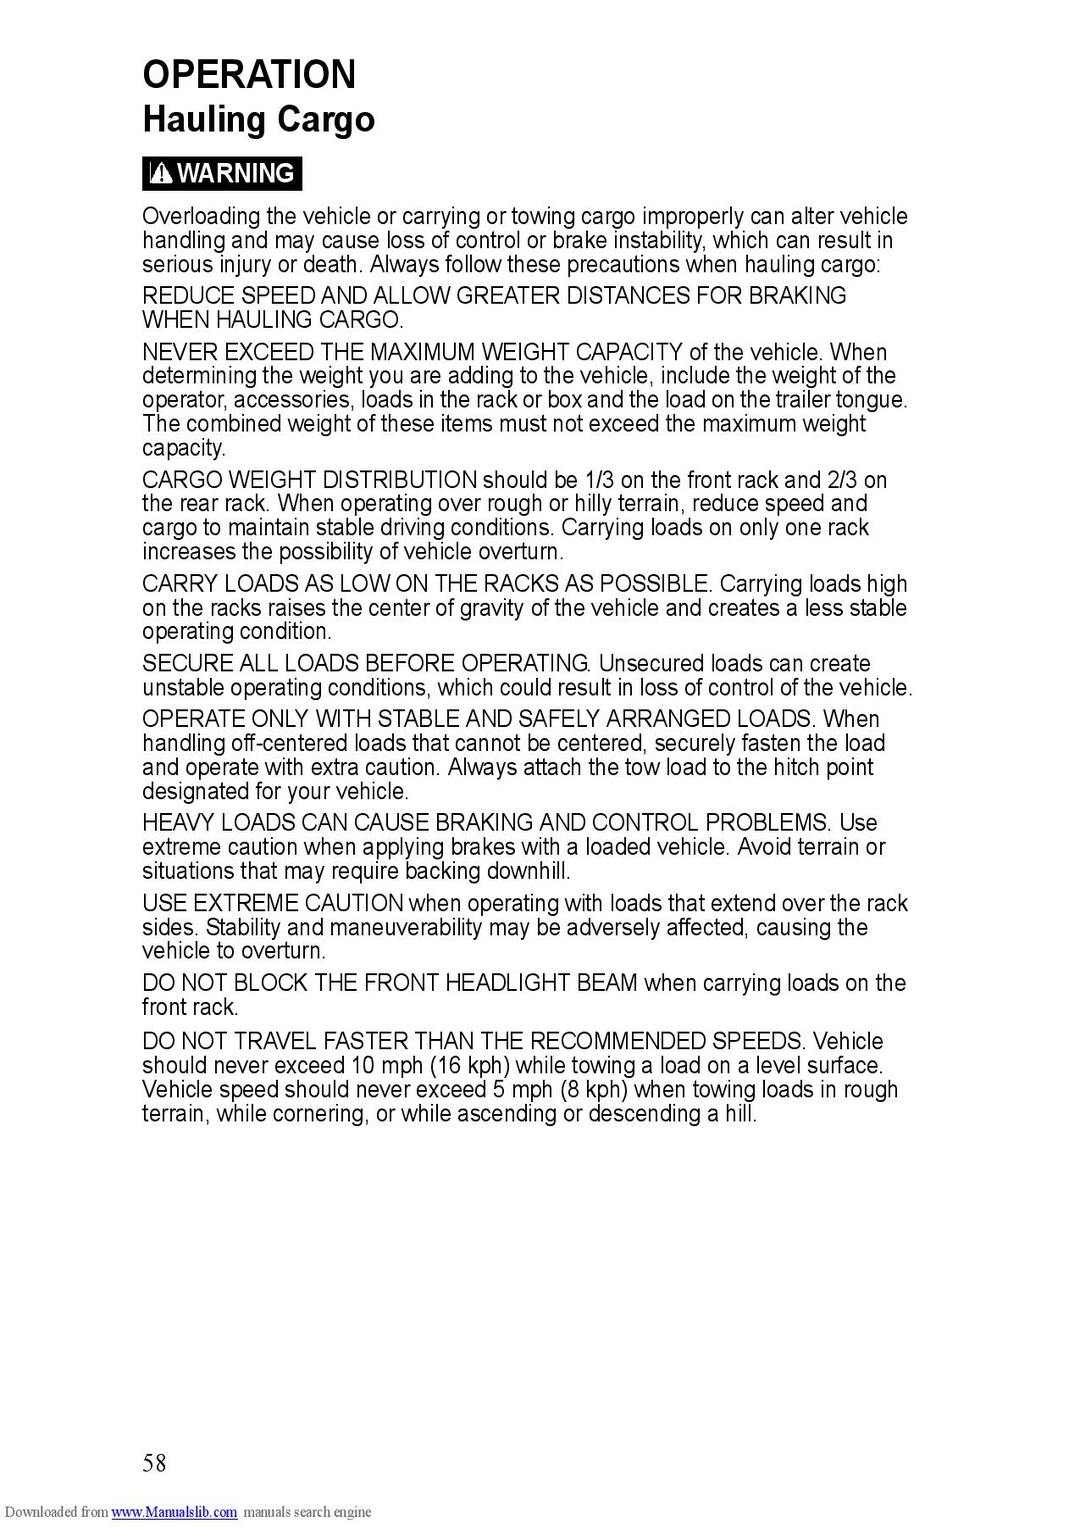 OPERATION
Hauling Cargo
WARNING
Overloading the vehicle or carrying or towing cargo improperly can alter vehicle
handling and may cause loss of control or brake instability, which can result in
serious injury or death. Always follow these precautions when hauling cargo:
REDUCE SPEED AND ALLOW GREATER DISTANCES FOR BRAKING
WHEN HAULING CARGO.
NEVER EXCEED THE MAXIMUM WEIGHT CAPACITY of the vehicle. When
determining the weight you are adding to the vehicle, include the weight of the
operator, accessories, loads in the rack or box and the load on the trailer tongue.
The combined weight of these items must not exceed the maximum weight
capacity.
CARGO WEIGHT DISTRIBUTION should be 1/3 on the front rack and 2/3 on
the rear rack. When operating over rough or hilly terrain, reduce speed and
cargo to maintain stable driving conditions. Carrying loads on only one rack
increases the possibility of vehicle overturn.
CARRY LOADS AS LOW ON THE RACKS AS POSSIBLE. Carrying loads high
on the racks raises the center of gravity of the vehicle and creates a less stable
operating condition.
SECURE ALL LOADS BEFORE OPERATING. Unsecured loads can create
unstable operating conditions, which could result in loss of control of the vehicle.
OPERATE ONLY WITH STABLE AND SAFELY ARRANGED LOADS. When
handling off-centered loads that cannot be centered, securely fasten the load
and operate with extra caution. Always attach the tow load to the hitch point
designated for your vehicle.
HEAVY LOADS CAN CAUSE BRAKING AND CONTROL PROBLEMS. Use
extreme caution when applying brakes with a loaded vehicle. Avoid terrain or
situations that may require backing downhill.
USE EXTREME CAUTION when operating with loads that extend over the rack
sides. Stability and maneuverability may be adversely affected, causing the
vehicle to overturn.
DO NOT BLOCK THE FRONT HEADLIGHT BEAM when carrying loads on the
front rack.
DO NOT TRAVEL FASTER THAN THE RECOMMENDED SPEEDS. Vehicle
should never exceed 10 mph (16 kph) while towing a load on a level surface.
Vehicle speed should never exceed 5 mph (8 kph) when towing loads in rough
terrain, while cornering, or while ascending or descending a hill.
58
Downloaded from www.Manualslib.com manuals search engine